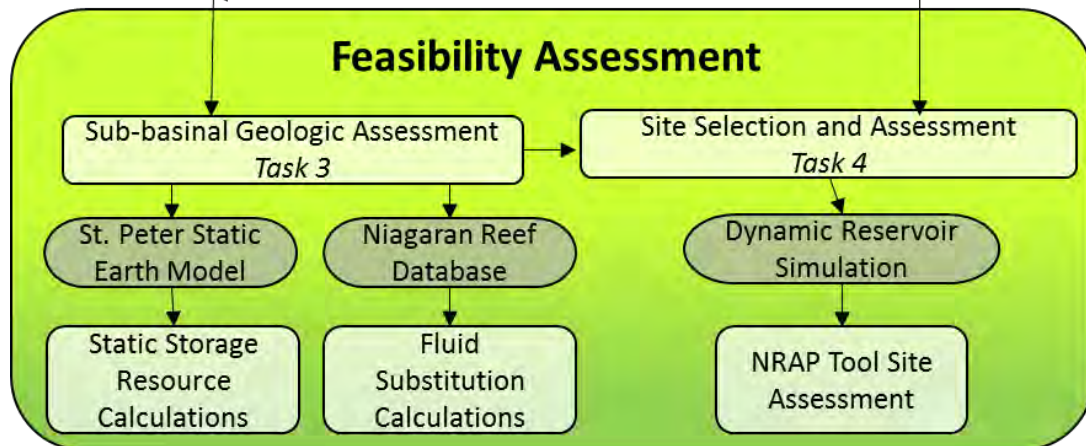 Feasibility Assessment
Sub-basinal Geologic Assessment
Task 3
Site Selection and Assessment
Task 4
St. Peter Static
Earth Model
Niagaran Reef
Database
Dynamic Reservoir
Simulation
Static Storage
Resource
Calculations
Fluid
Substitution
Calculations
NRAP Tool Site
Assessment